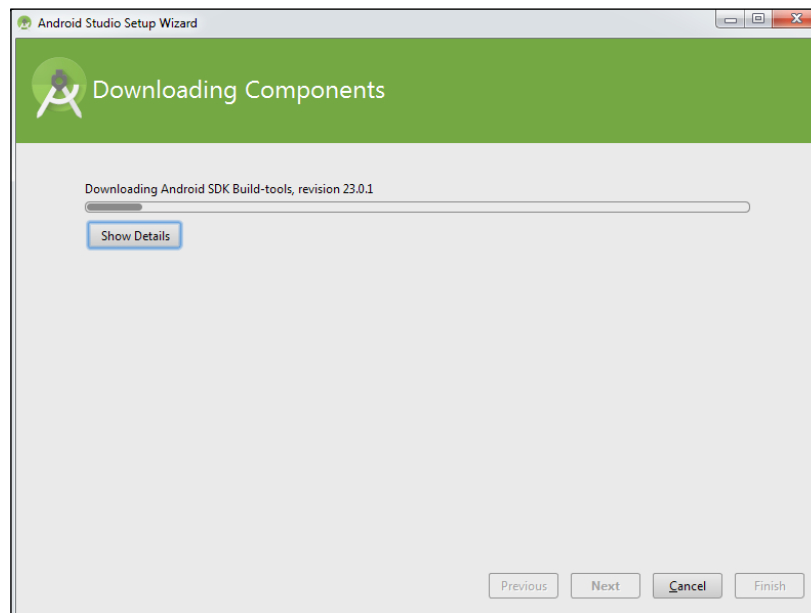 Android Studio Setup Wizard
Downloading Components
Downloading Android SDK Build-tools, revision 23.0.1
Show Details
Previous Next Cancel Finish